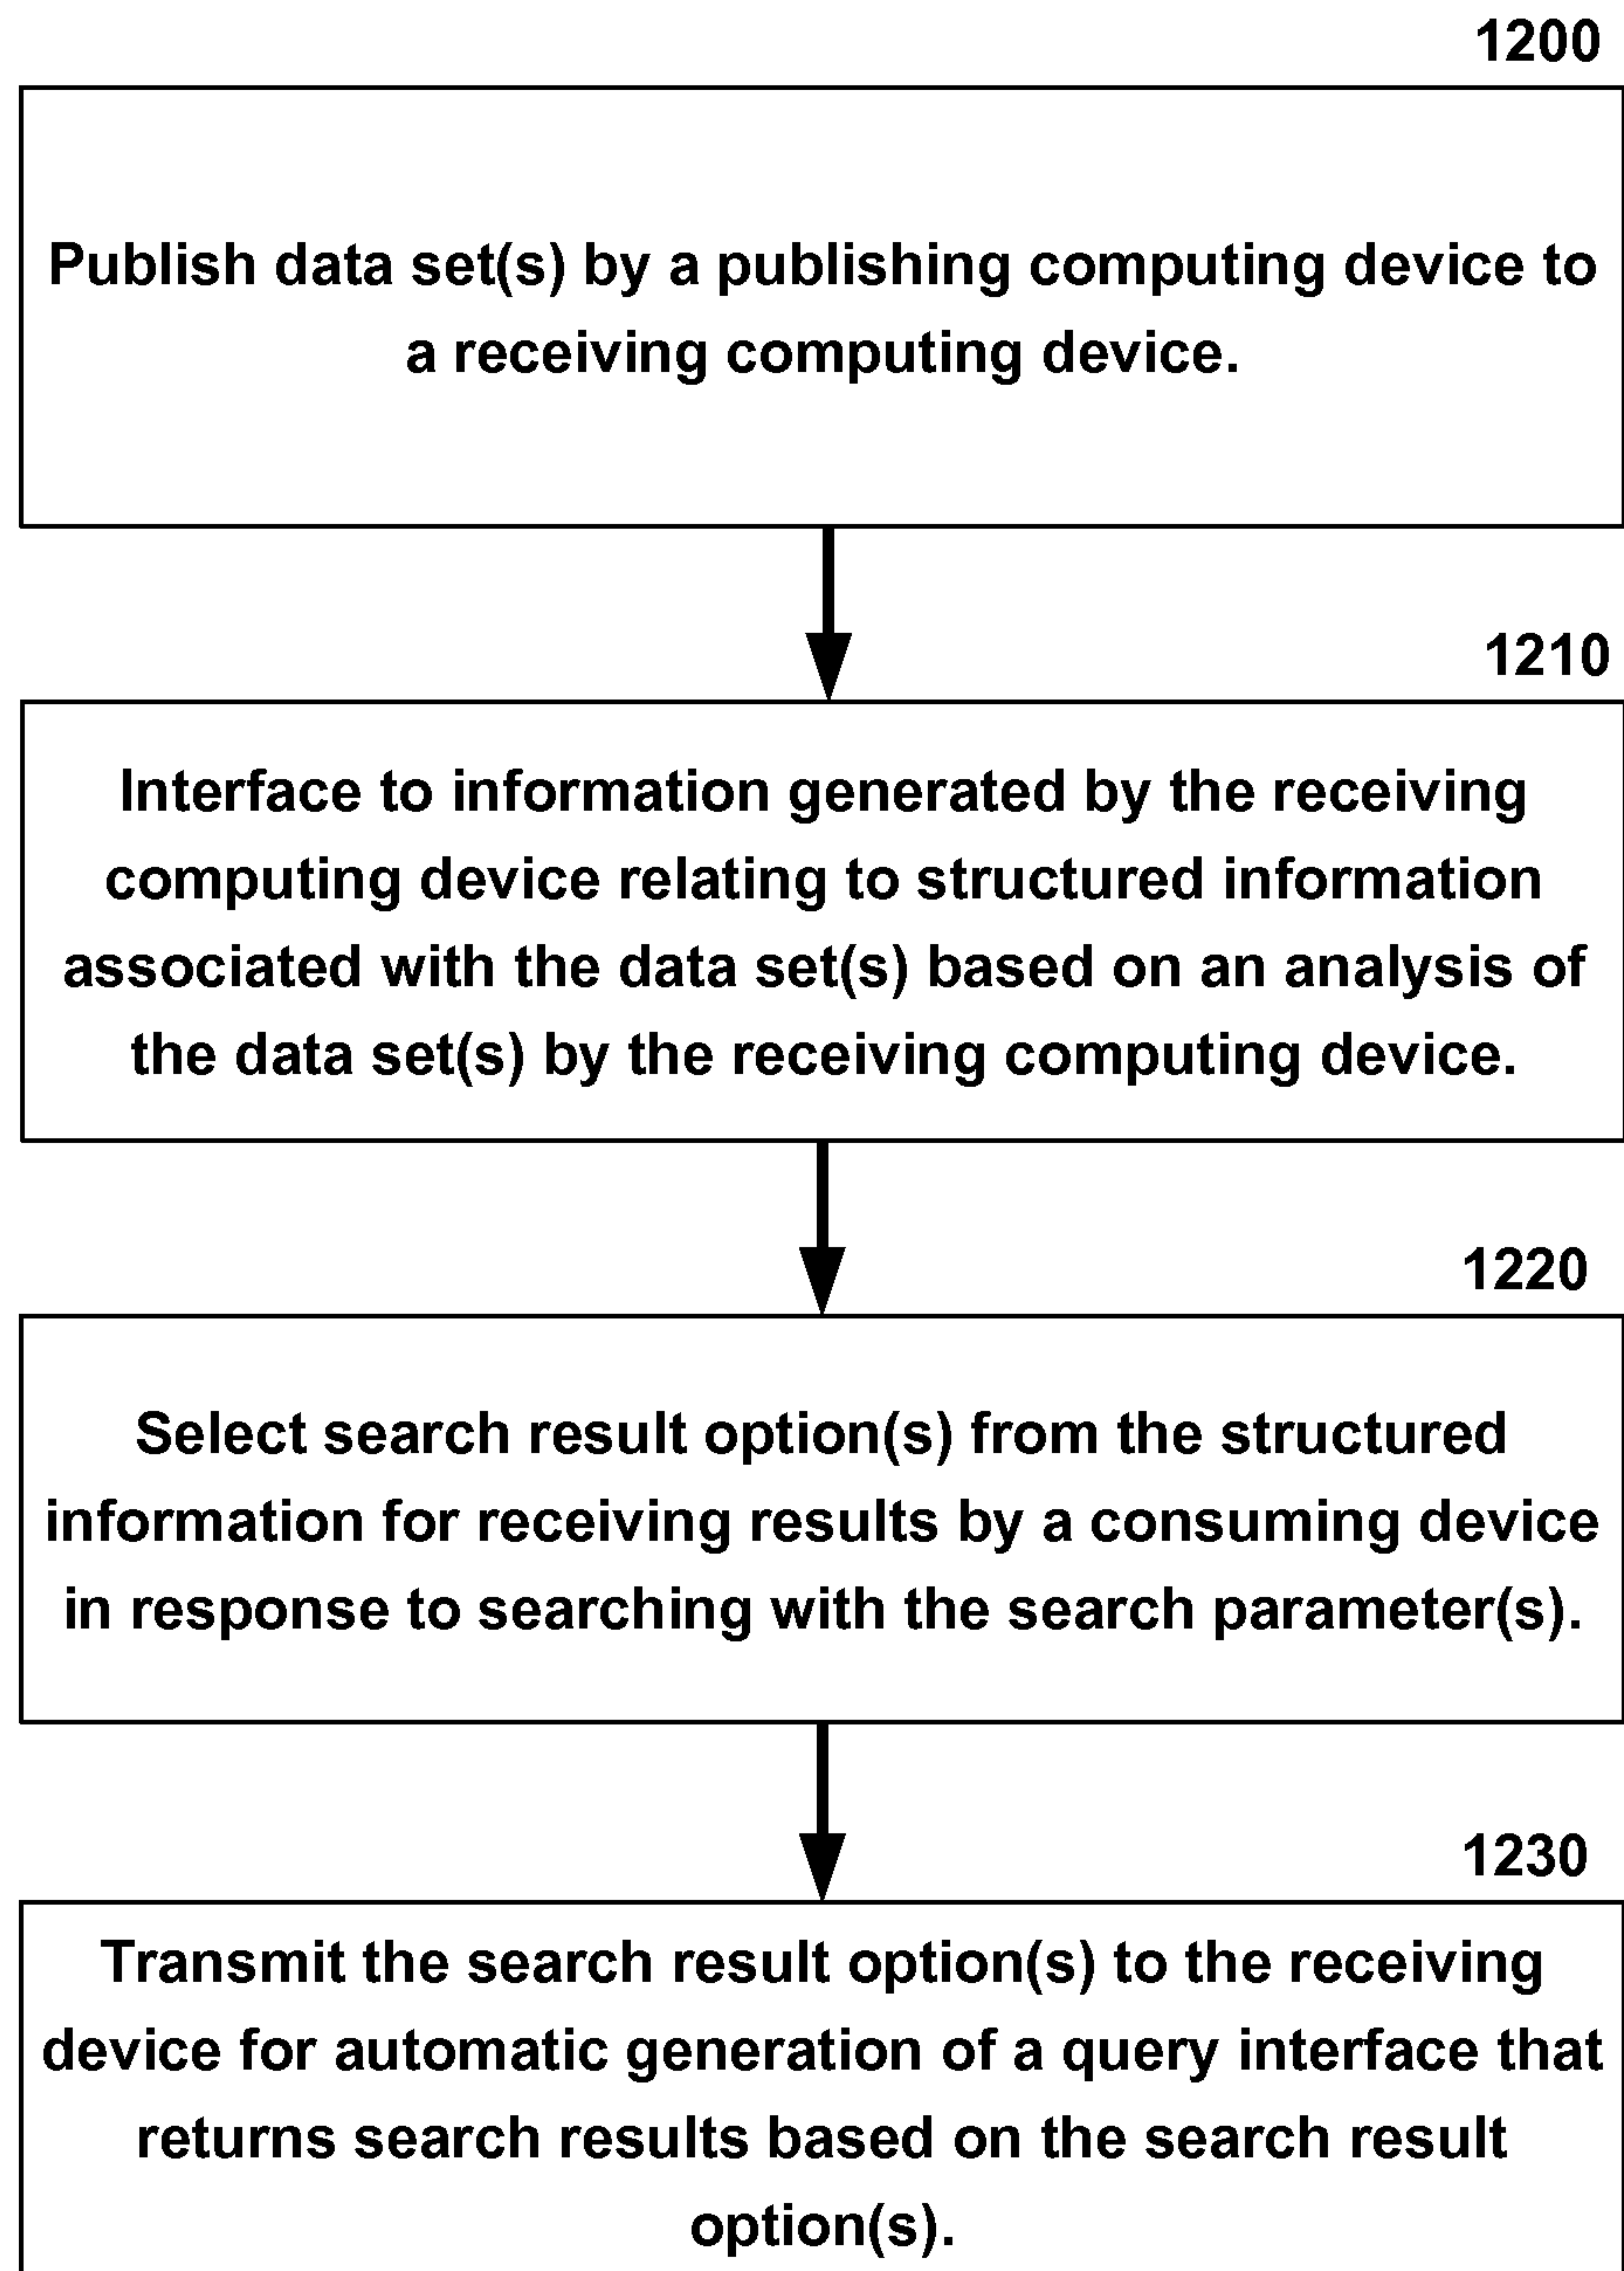 1200
Publish data set(s) by a publishing computing device to
a receiving computing device.
1210
Interface to information generated by the receiving
computing device relating to structured information
associated with the data set(s) based on an analysis of
the data set(s) by the receiving computing device.
1220
Select search result option(s) from the structured
information for receiving results by a consuming device
in response to searching with the search parameter(s).
1230
Transmit the search result option(s) to the receiving
device for automatic generation of a query interface that
returns search results based on the search result
option(s).